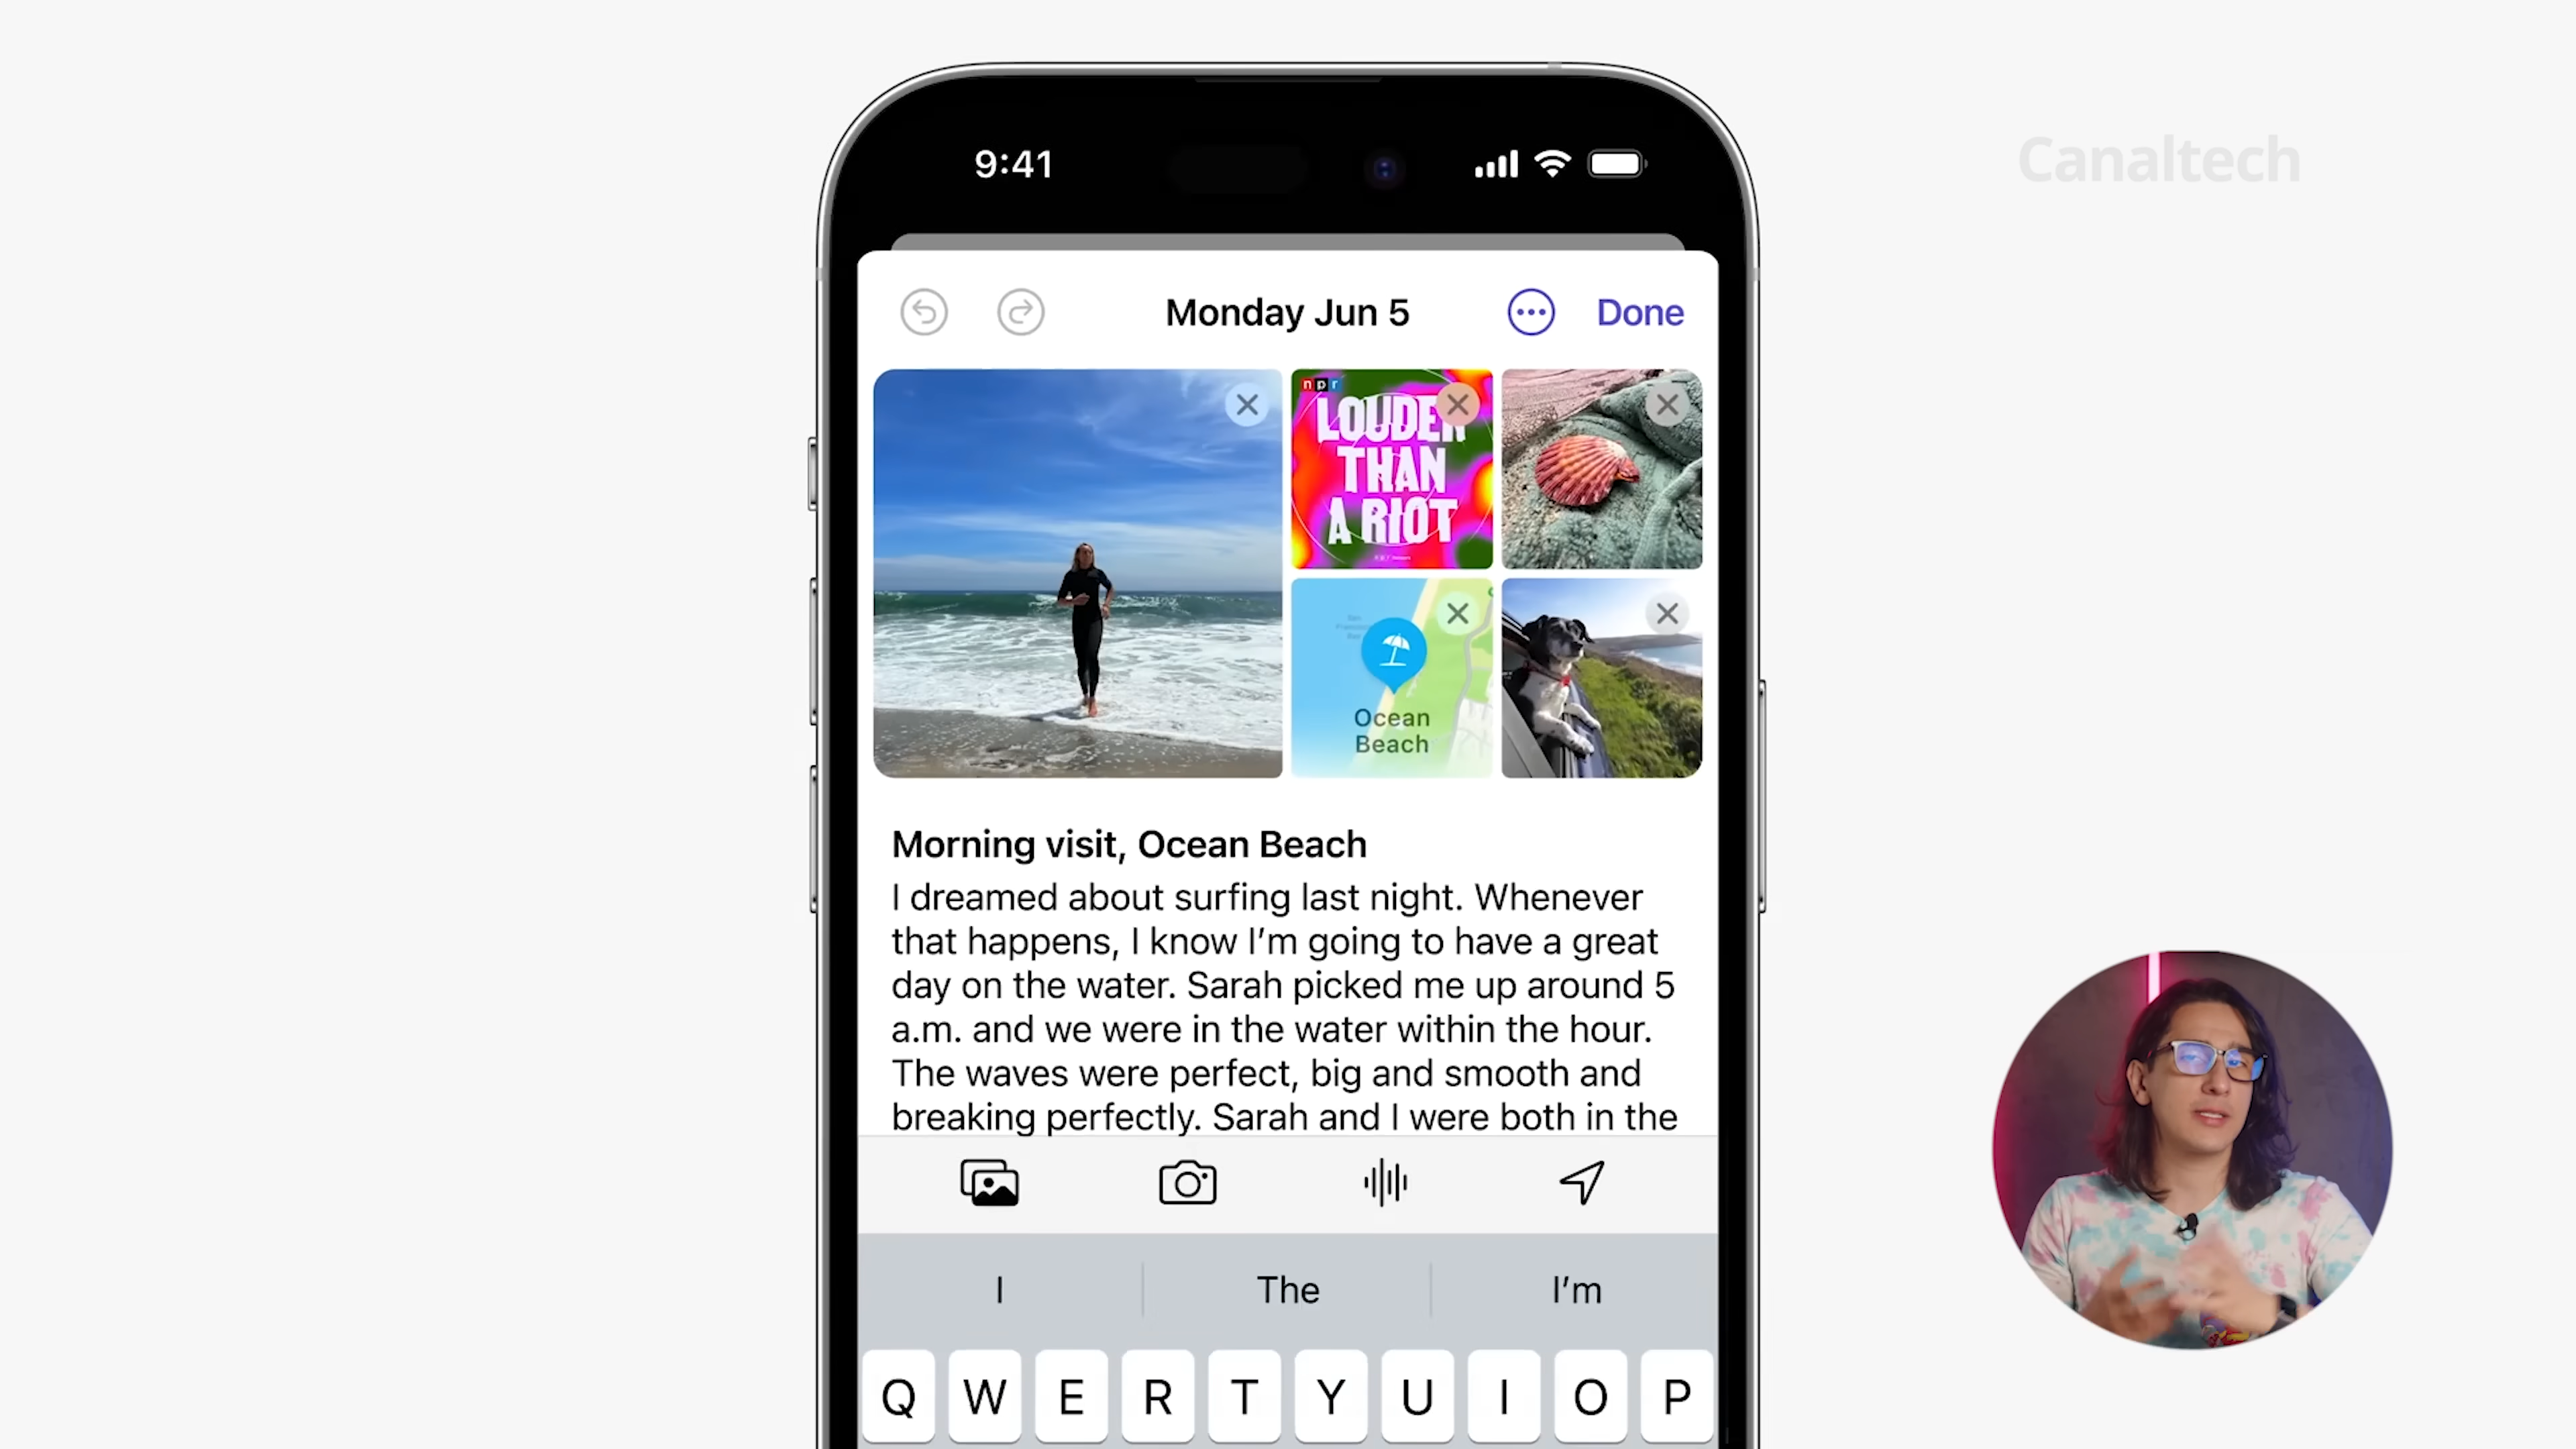 Canaltech
9:41
Monday Jun 5
Done
npr
LOUDER
THAN
A RIOT
Ocean
Beach
Morning visit, Ocean Beach
I dreamed about surfing last night. Whenever
that happens, I know I’m going to have a great
day on the water. Sarah picked me up around 5
a.m. and we were in the water within the hour.
The waves were perfect, big and smooth and
breaking perfectly. Sarah and I were both in the
I The I’m
Q W E R T Y U I O P